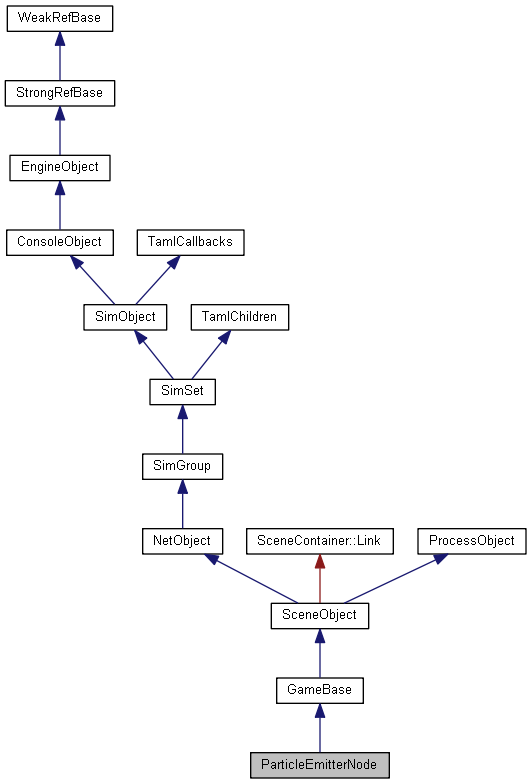 WeakRefBase
StrongRefBase
EngineObject
ConsoleObject
TamlCallbacks
SimObject
TamlChildren
SimSet
SimGroup
NetObject
SceneContainer::Link
ProcessObject
SceneObject
GameBase
ParticleEmitterNode